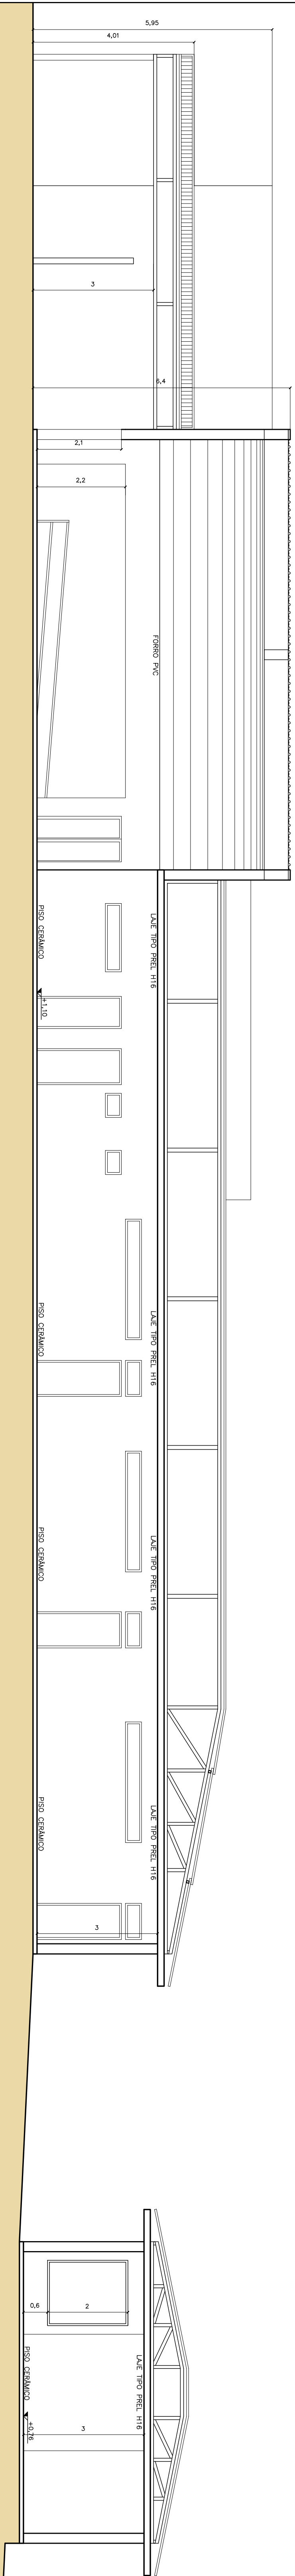 5,95
4,01
3
6,4
2,1
2,2
FORRO PVC
PISO CERÂMICO
LAJE TIPO PREL H16
+1,10
PISO CERÂMICO
LAJE TIPO PREL H16
PISO CERÂMICO
LAJE TIPO PREL H16
PISO CERÂMICO
LAJE TIPO PREL H16
3
0,6
2
PISO CERÂMICO
LAJE TIPO PREL H16
+0,76
3